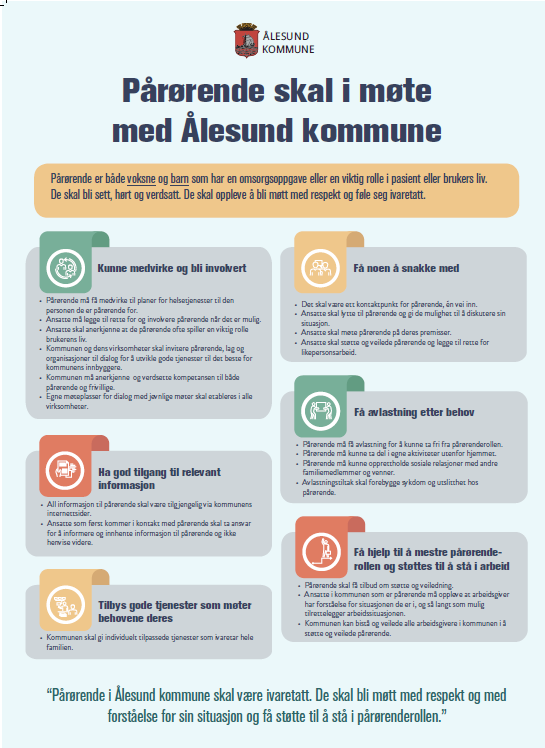 ÅLESUND
KOMMUNE
Pårørende skal i møte
med Ålesund kommune
Pårørende er både voksne og barn som har en omsorgsoppgave eller en viktig rolle i pasient eller brukers liv.
De skal bli sett, hørt og verdsatt. De skal oppleve å bli møtt med respekt og føle seg ivaretatt.
Kunne medvirke og bli involvert
• Pårørende må få medvirke til planer for helsetjenester til den
personen de er pårørende for.
• Ansatte må legge til rette for og involvere pårørende når det er mulig.
• Ansatte skal anerkjenne at de pårørende ofte spiller en viktig rolle
brukerens liv.
• Kommunen og dens virksomheter skal invitere pårørende, lag og
organisasjoner til dialog for å utvikle gode tjenester til det beste for
kommunens innbyggere.
• Kommunen må anerkjenne og verdsette kompetansen til både
pårørende og frivillige.
• Egne møteplasser for dialog med jevnlige møter skal etableres i alle
virksomheter.
Ha god tilgang til relevant
informasjon
• All informasjon til pårørende skal være tilgjengelig via kommunens
internettsider.
• Ansatte som først kommer i kontakt med pårørende skal ta ansvar
for å informere og innhente informasjon til pårørende og ikke
henvise videre.
Tilbys gode tjenester som møter
behovene deres
• Kommunen skal gi individuelt tilpassede tjenester som ivaretar hele
familien.
Få noen å snakke med
• Det skal være ett kontaktpunkt for pårørende, én vei inn.
• Ansatte skal lytte til pårørende og gi de mulighet til å diskutere sin
situasjon.
• Ansatte skal møte pårørende på deres premisser.
• Ansatte skal støtte og veilede pårørende og legge til rette for
likepersonsarbeid.
Få avlastning etter behov
• Pårørende må få avlastning for å kunne ta fri fra pårørenderollen.
• Pårørende må kunne ta del i egne aktiviteter utenfor hjemmet.
• Pårørende må kunne opprettholde sosiale relasjoner med andre
familiemedlemmer og venner.
• Avlastningstiltak skal forebygge sykdom og utslitthet hos
pårørende.
Få hjelp til å mestre pårørende-
rollen og støttes til å stå i arbeid
• Pårørende skal få tilbud om støtte og veiledning.
• Ansatte i kommunen som er pårørende må oppleve at arbeidsgiver
har forståelse for situasjonen de er i, og så langt som mulig
tilrettelegger arbeidssituasjonen.
• Kommunen kan bistå og veilede alle arbeidsgivere i kommunen i å
støtte og veilede pårørende.
“Pårørende i Ålesund kommune skal være ivaretatt. De skal bli møtt med respekt og med
forståelse for sin situasjon og få støtte til å stå i pårørenderollen.”